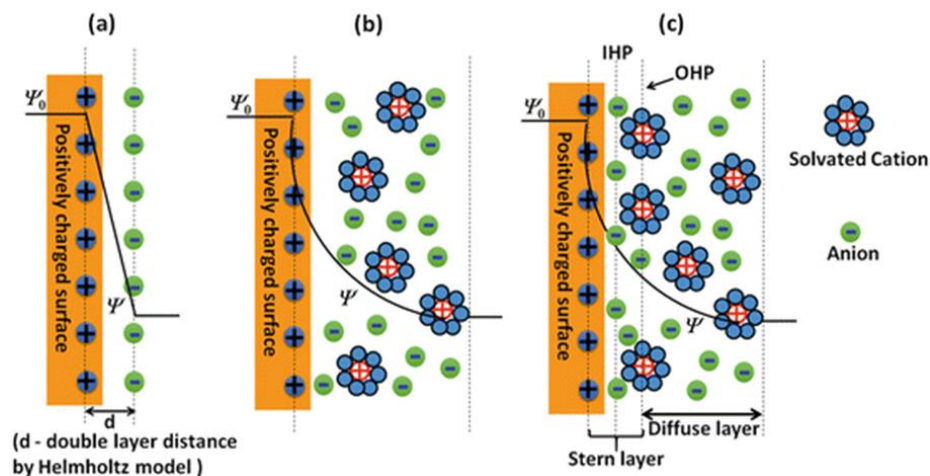 (a)
Ψ0
Positively charged surface
Ψ
d
(d - double layer distance
by Helmholtz model )
(b)
Ψ0
Positively charged surface
Ψ
(c)
IHP
OHP
Ψ0
Positively charged surface
Ψ
Diffuse layer
Stern layer
Solvated Cation
Anion